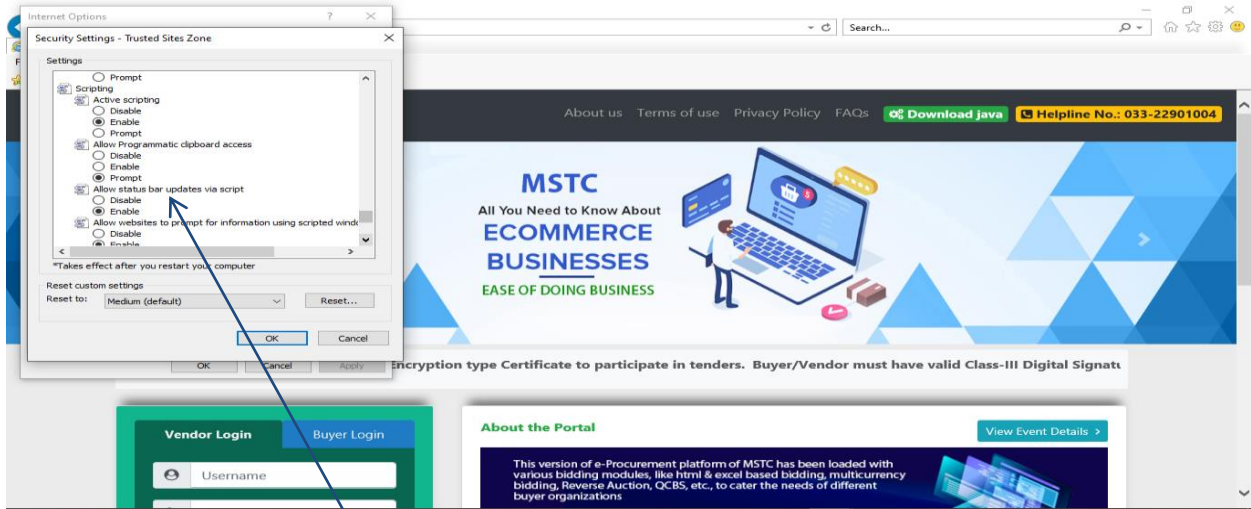 Internet Options
? ×
Search...
Security Settings - Trusted Sites Zone
Settings
Prompt
Scripting
Active scripting
Disable
Enable
Prompt
Allow Programmatic clipboard access
Disable
Enable
Prompt
Allow status bar updates via script
Disable
Enable
Allow websites to prompt for information using scripted windo
Disable
Enable
*Takes effect after you restart your computer
Reset custom settings
Reset to: Medium (default) Reset...
OK Cancel
OK Cancel Apply
About us Terms of use Privacy Policy FAQs Download java Helpline No.: 033-22901004
MSTC
All You Need to Know About
ECOMMERCE
BUSINESSES
EASE OF DOING BUSINESS
Encryption type Certificate to participate in tenders. Buyer/Vendor must have valid Class-III Digital Signatu
Vendor Login Buyer Login
Username
About the Portal
View Event Details >
This version of e-Procurement platform of MSTC has been loaded with
various bidding modules, like html & excel based bidding, multicurrency
bidding, Reverse Auction, QCBS, etc., to cater the needs of different
buyer organizations